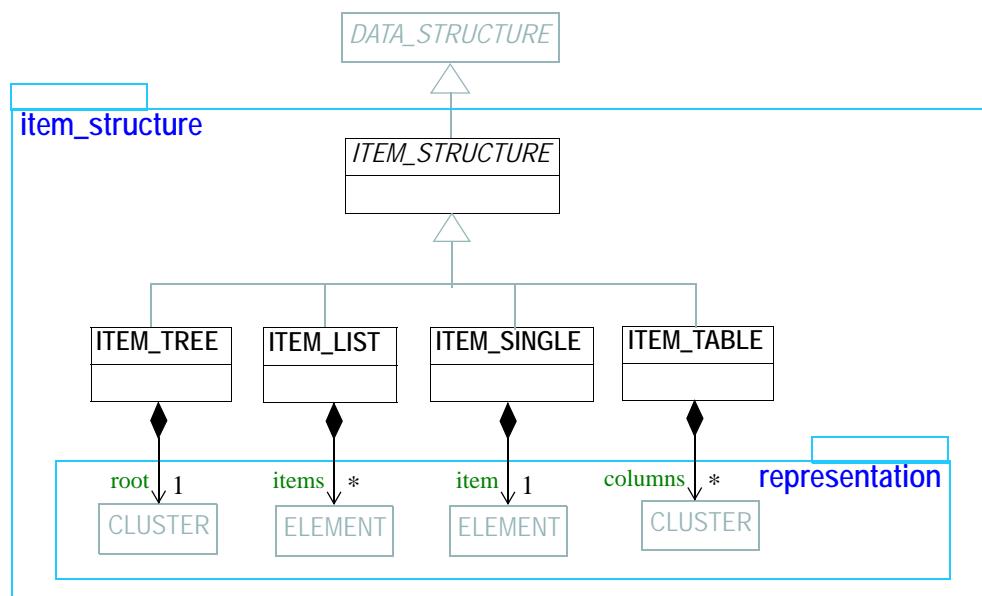 DATA_STRUCTURE
item_structure
ITEM_STRUCTURE
ITEM_TREE ITEM_LIST ITEM_SINGLE ITEM_TABLE
root 1 items * item 1 columns * representation
CLUSTER ELEMENT ELEMENT CLUSTER